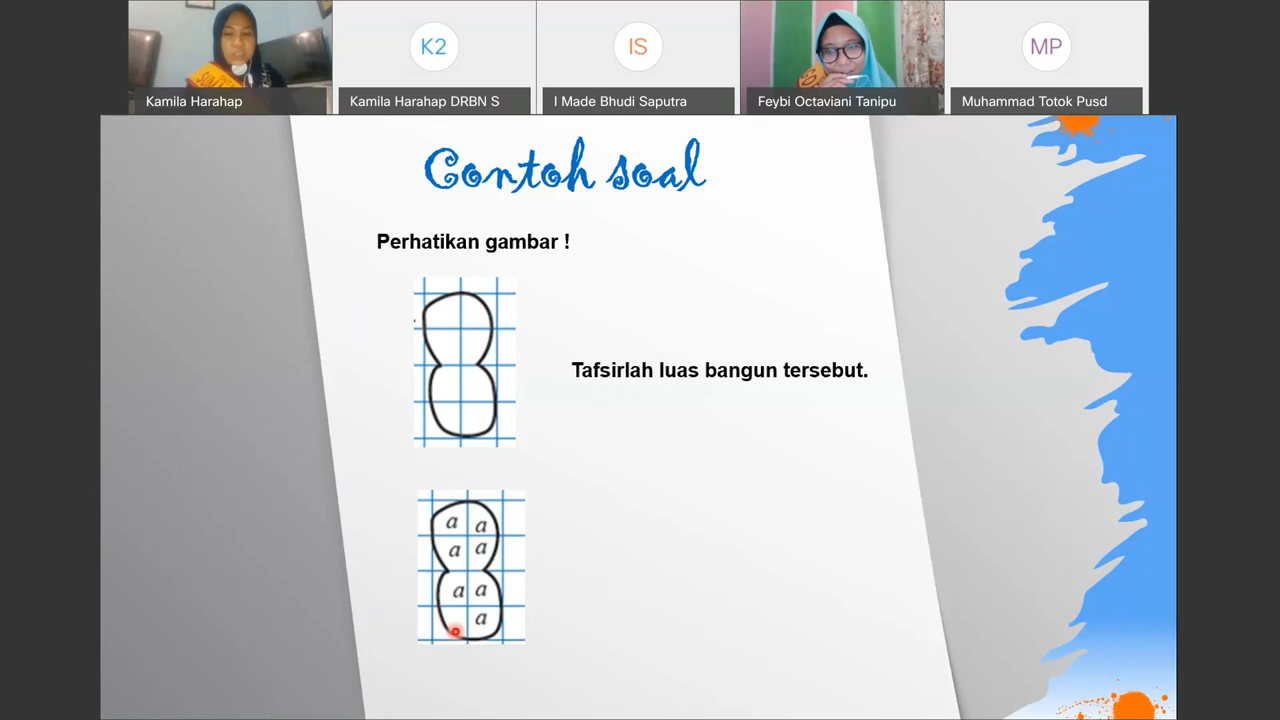 K2
IS
MP
Kamila Harahap
Kamila Harahap DRBN S
I Made Bhudi Saputra
Feybi Octaviani Tanipu
Muhammad Totok Pusd
Contoh soal
Perhatikan gambar !
Tafsirlah luas bangun tersebut.
a a
a a
a a
a